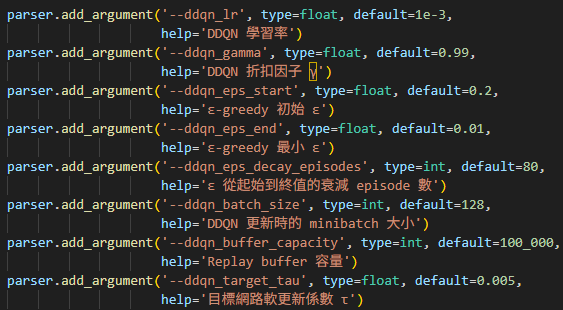 parser.add_argument('--ddqn_lr', type=float, default=1e-3,
help='DDQN 學習率')
parser.add_argument('--ddqn_gamma', type=float, default=0.99,
help='DDQN 折扣因子 γ')
parser.add_argument('--ddqn_eps_start', type=float, default=0.2,
help='ε-greedy 初始 ε')
parser.add_argument('--ddqn_eps_end', type=float, default=0.01,
help='ε-greedy 最小 ε')
parser.add_argument('--ddqn_eps_decay_episodes', type=int, default=80,
help='ε 從起始到終值的衰減 episode 數')
parser.add_argument('--ddqn_batch_size', type=int, default=128,
help='DDQN 更新時的 minibatch 大小')
parser.add_argument('--ddqn_buffer_capacity', type=int, default=100_000,
help='Replay buffer 容量')
parser.add_argument('--ddqn_target_tau', type=float, default=0.005,
help='目標網路軟更新係數 τ')